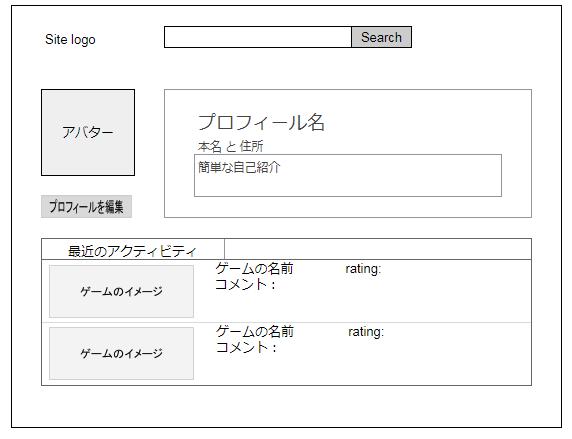 Site logo
Search
アバター
プロフィール名
本名 と 住所
簡単な自己紹介
プロフィールを編集
最近のアクティビティ
ゲームのイメージ
ゲームの名前 rating:
コメント：
ゲームのイメージ
ゲームの名前 rating:
コメント：